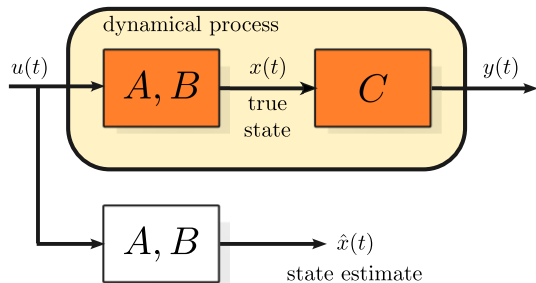 dynamical process
u(t)
A, B
x(t)
true
state
C
y(t)
A, B
x̂(t)
state estimate